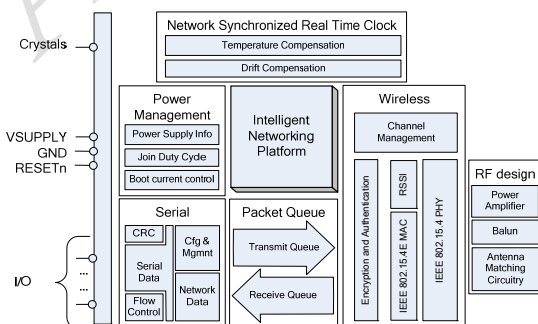 Network Synchronized Real Time Clock
Temperature Compensation
Drift Compensation
Crystals
VSUPPLY
GND
RESETn
I/O
...
...
Power
Management
Power Supply Info
Join Duty Cycle
Boot current control
Intelligent
Networking
Platform
Wireless
Channel
Management
Encryption and Authentication
RSSI
IEEE 802.15.4E MAC
IEEE 802.15.4 PHY
RF design
Power
Amplifier
Balun
Antenna
Matching
Circuitry
Serial
CRC
Serial
Data
Flow
Control
Cfg &
Mgmnt
Network
Data
Packet Queue
Transmit Queue
Receive Queue